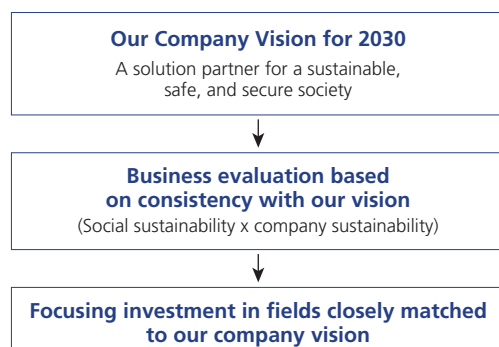 Our Company Vision for 2030
A solution partner for a sustainable,
safe, and secure society
Business evaluation based
on consistency with our vision
(Social sustainability x company sustainability)
Focusing investment in fields closely matched
to our company vision